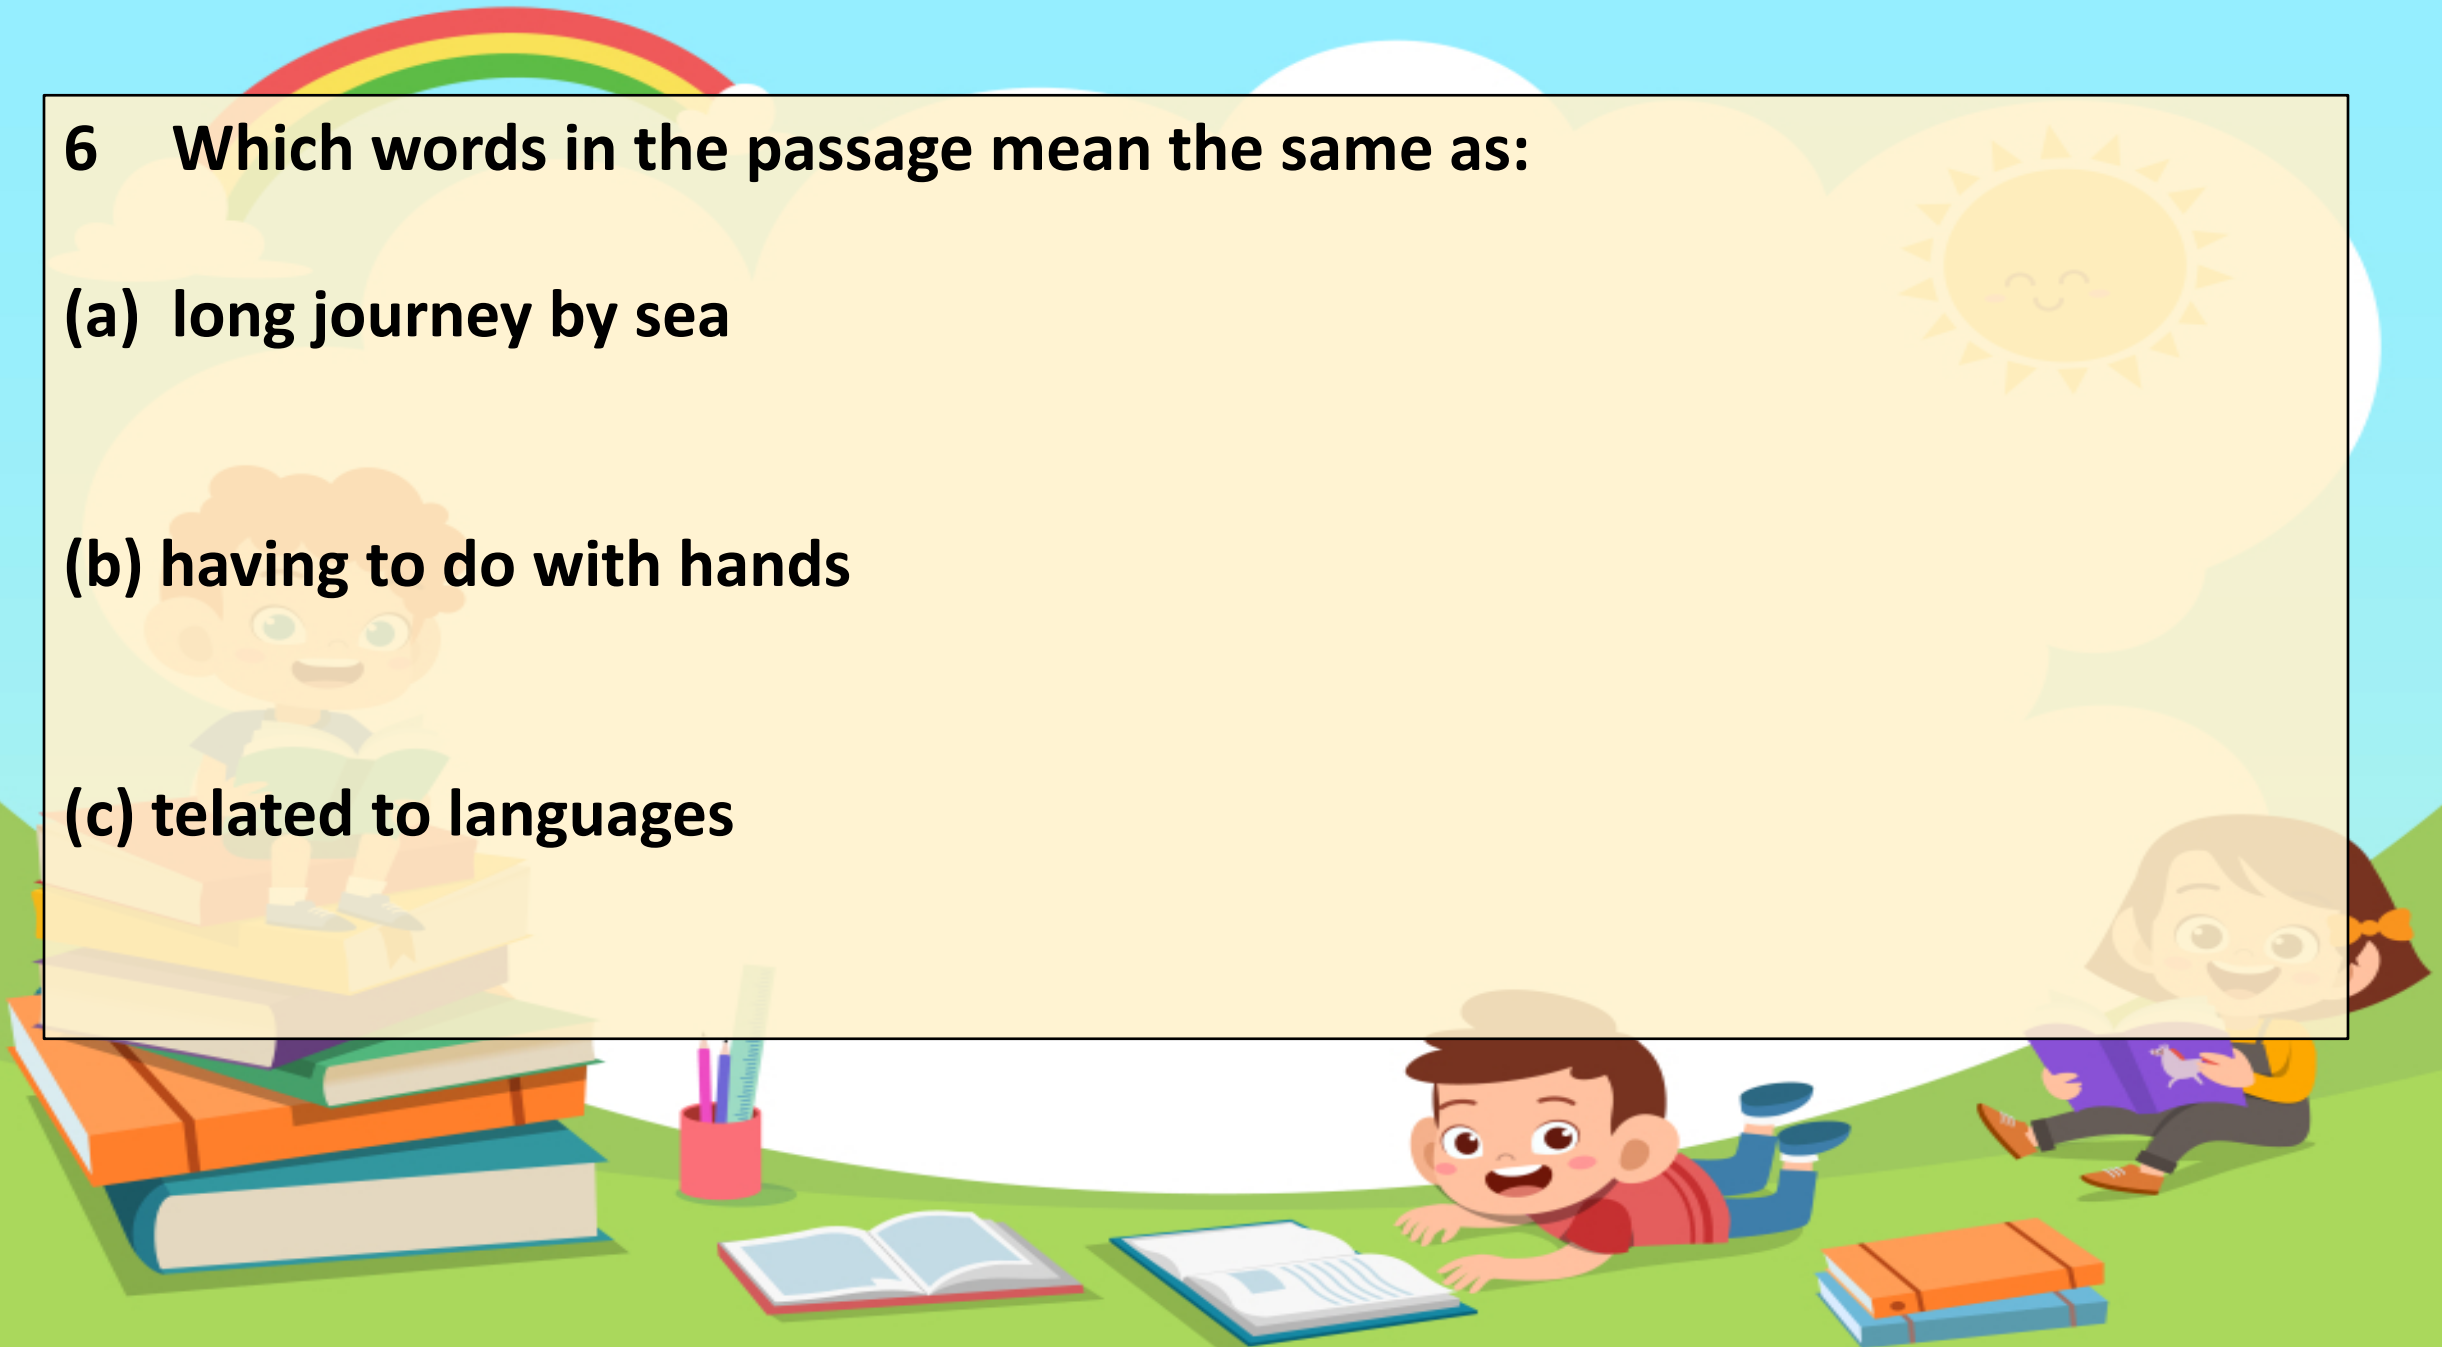 6 Which words in the passage mean the same as:
(a) long journey by sea
(b) having to do with hands
(c) telated to languages